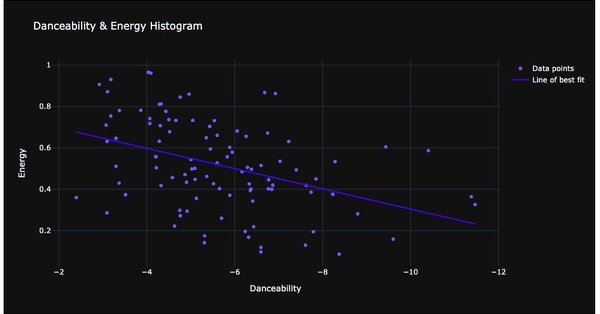 Danceability & Energy Histogram
Data points
Line of best fit
Energy
1
0.8
0.6
0.4
0.2
−2
−4
−6
−8
−10
−12
Danceability